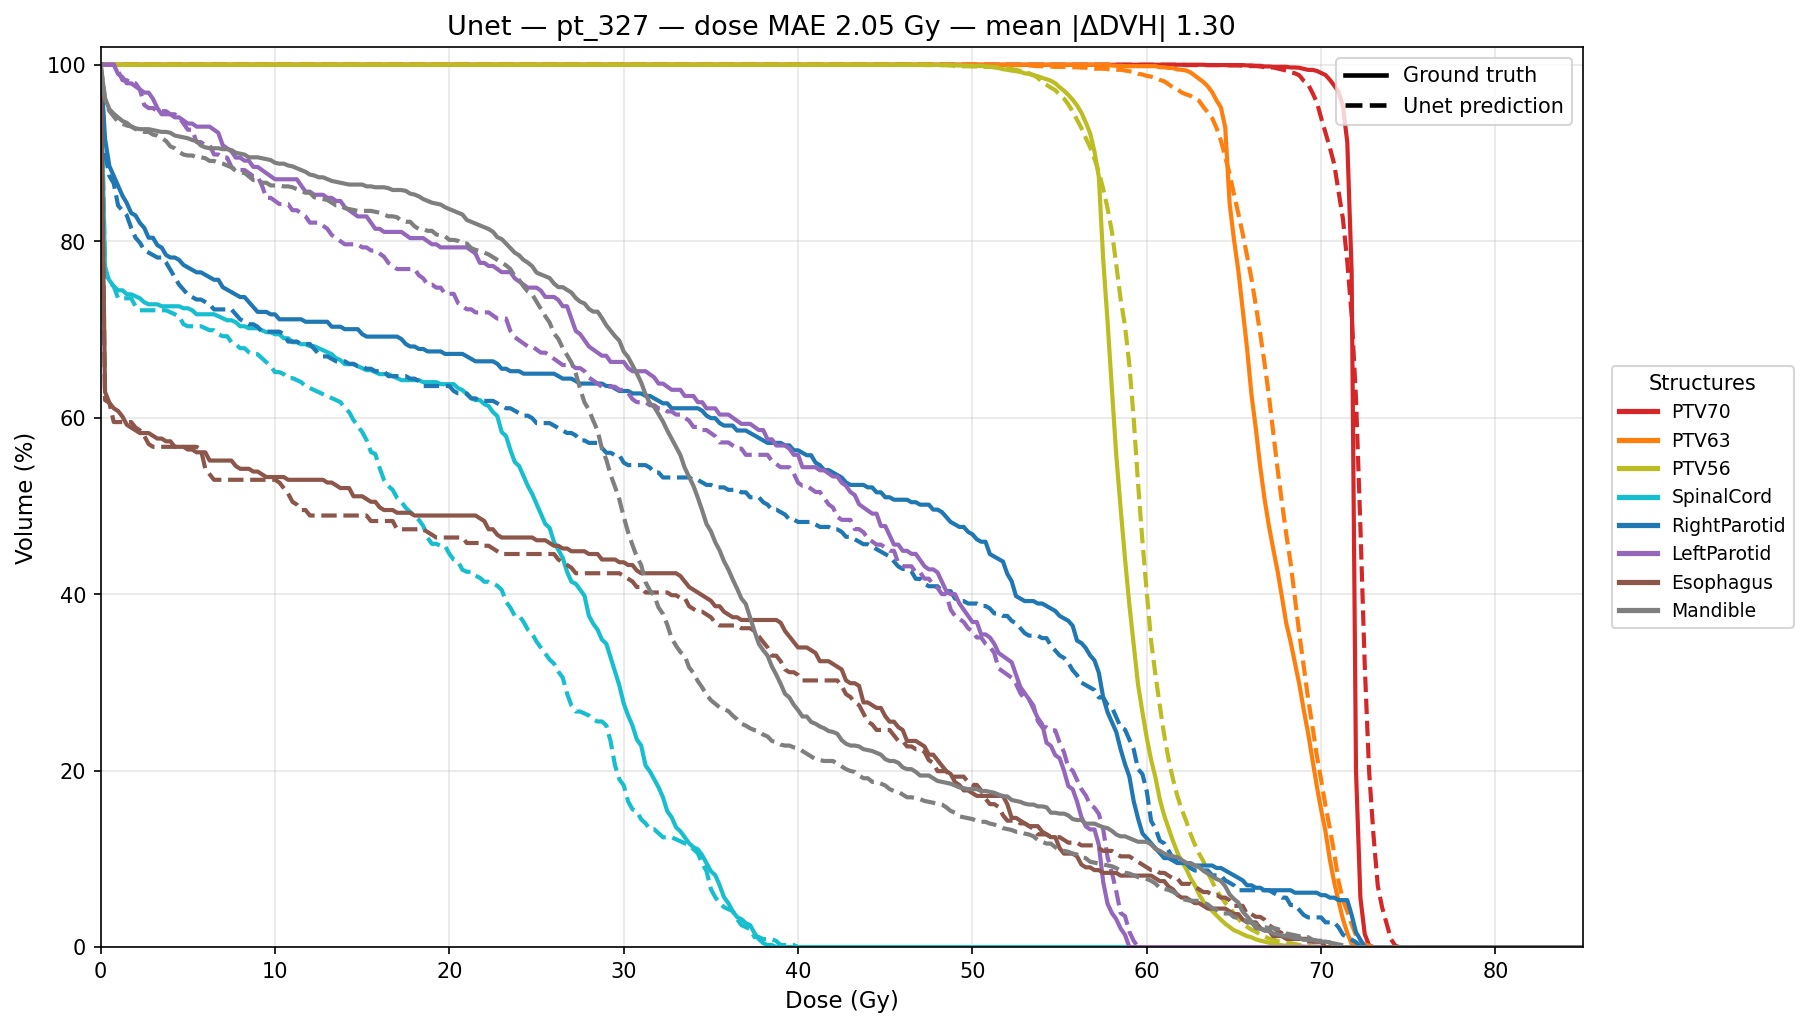 Unet — pt_327 — dose MAE 2.05 Gy — mean |ΔDVH| 1.30
Ground truth
Unet prediction
Structures
PTV70
PTV63
PTV56
SpinalCord
RightParotid
LeftParotid
Esophagus
Mandible
Volume (%)
100
80
60
40
20
0
0 10 20 30 40 50 60 70 80
Dose (Gy)